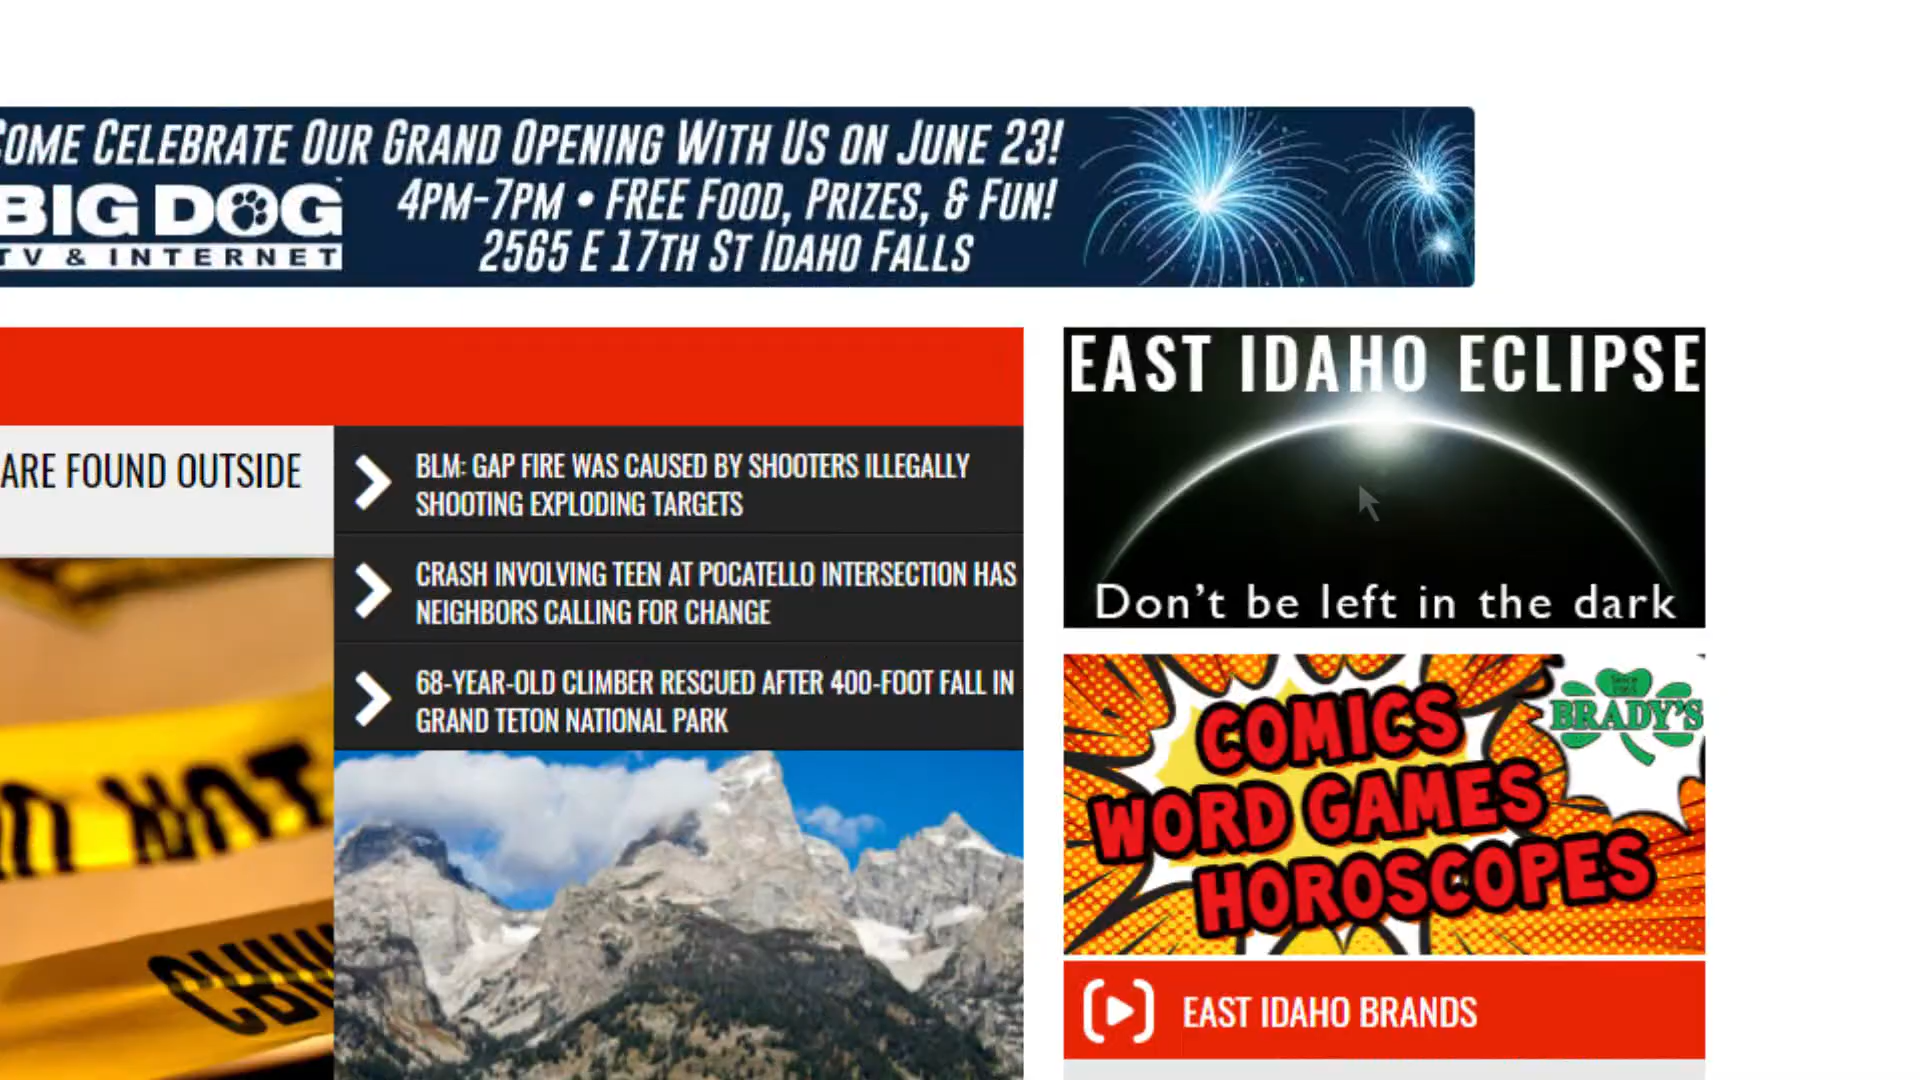 COME CELEBRATE OUR GRAND OPENING WITH US ON JUNE 23!
BIG DOG
TV & INTERNET
4PM-7PM • FREE FOOD, PRIZES, & FUN!
2565 E 17TH ST IDAHO FALLS
ARE FOUND OUTSIDE
BLM: GAP FIRE WAS CAUSED BY SHOOTERS ILLEGALLY
SHOOTING EXPLODING TARGETS
CRASH INVOLVING TEEN AT POCATELLO INTERSECTION HAS
NEIGHBORS CALLING FOR CHANGE
68-YEAR-OLD CLIMBER RESCUED AFTER 400-FOOT FALL IN
GRAND TETON NATIONAL PARK
NOT
EAST IDAHO ECLIPSE
Don't be left in the dark
COMICS
WORD GAMES
HOROSCOPES
Since
BRADY'S
EAST IDAHO BRANDS